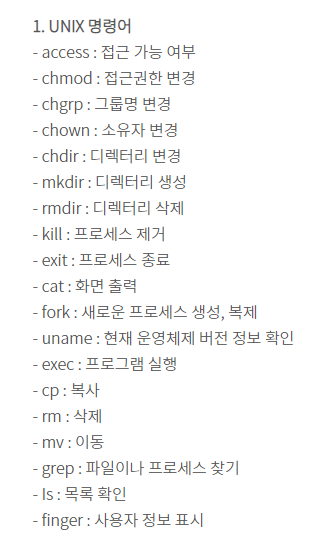 1. UNIX 명령어
- access : 접근 가능 여부
- chmod : 접근권한 변경
- chgrp : 그룹명 변경
- chown : 소유자 변경
- chdir : 디렉터리 변경
- mkdir : 디렉터리 생성
- rmdir : 디렉터리 삭제
- kill : 프로세스 제거
- exit : 프로세스 종료
- cat : 화면 출력
- fork : 새로운 프로세스 생성, 복제
- uname : 현재 운영체제 버전 정보 확인
- exec : 프로그램 실행
- cp : 복사
- rm : 삭제
- mv : 이동
- grep : 파일이나 프로세스 찾기
- ls : 목록 확인
- finger : 사용자 정보 표시